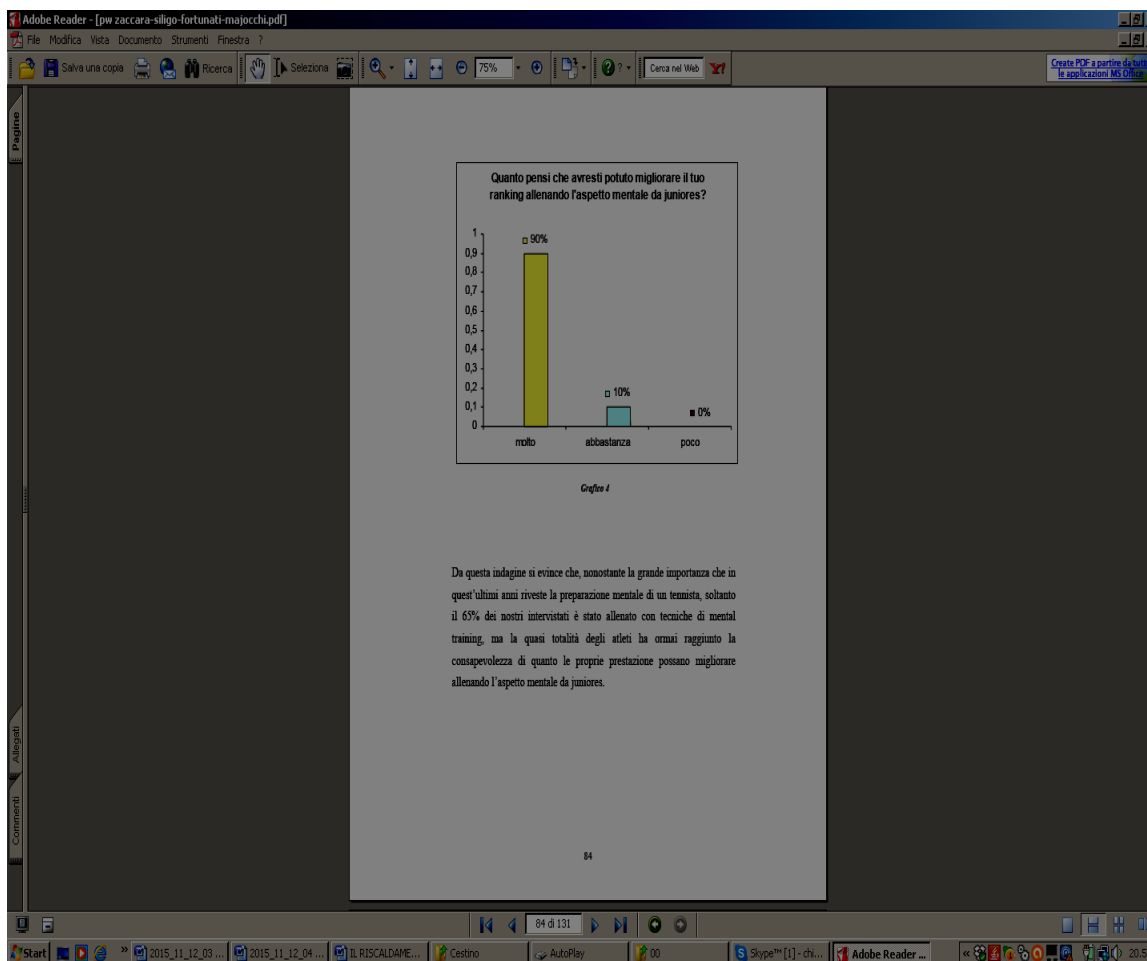 Adobe Reader - [pw zaccara-siligo-fortunati-majocchi.pdf]
File Modifica Vista Documento Strumenti Finestra ?
Salva una copia Ricerca Seleziona 75% ? Cerca nel Web Y!
Create PDF a partire da tutt
le applicazioni MS Office
Pagine
Quanto pensi che avresti potuto migliorare il tuo
ranking allenando l'aspetto mentale da juniores?
1
0,9
0,8
0,7
0,6
0,5
0,4
0,3
0,2
0,1
0
90%
10%
0%
molto abbastanza poco
Grafico 4
Da questa indagine si evince che, nonostante la grande importanza che in
quest'ultimi anni riveste la preparazione mentale di un tennista, soltanto
il 65% dei nostri intervistati è stato allenato con tecniche di mental
training, ma la quasi totalità degli atleti ha ormai raggiunto la
consapevolezza di quanto le proprie prestazione possano migliorare
allenando l'aspetto mentale da juniores.
84
Allegati
Commenti
84 di 131
Start » 2015_11_12_03 ... 2015_11_12_04 ... IL RISCALDAME... Cestino AutoPlay 00 Skype™ [1] - chi... Adobe Reader ... « 20.5